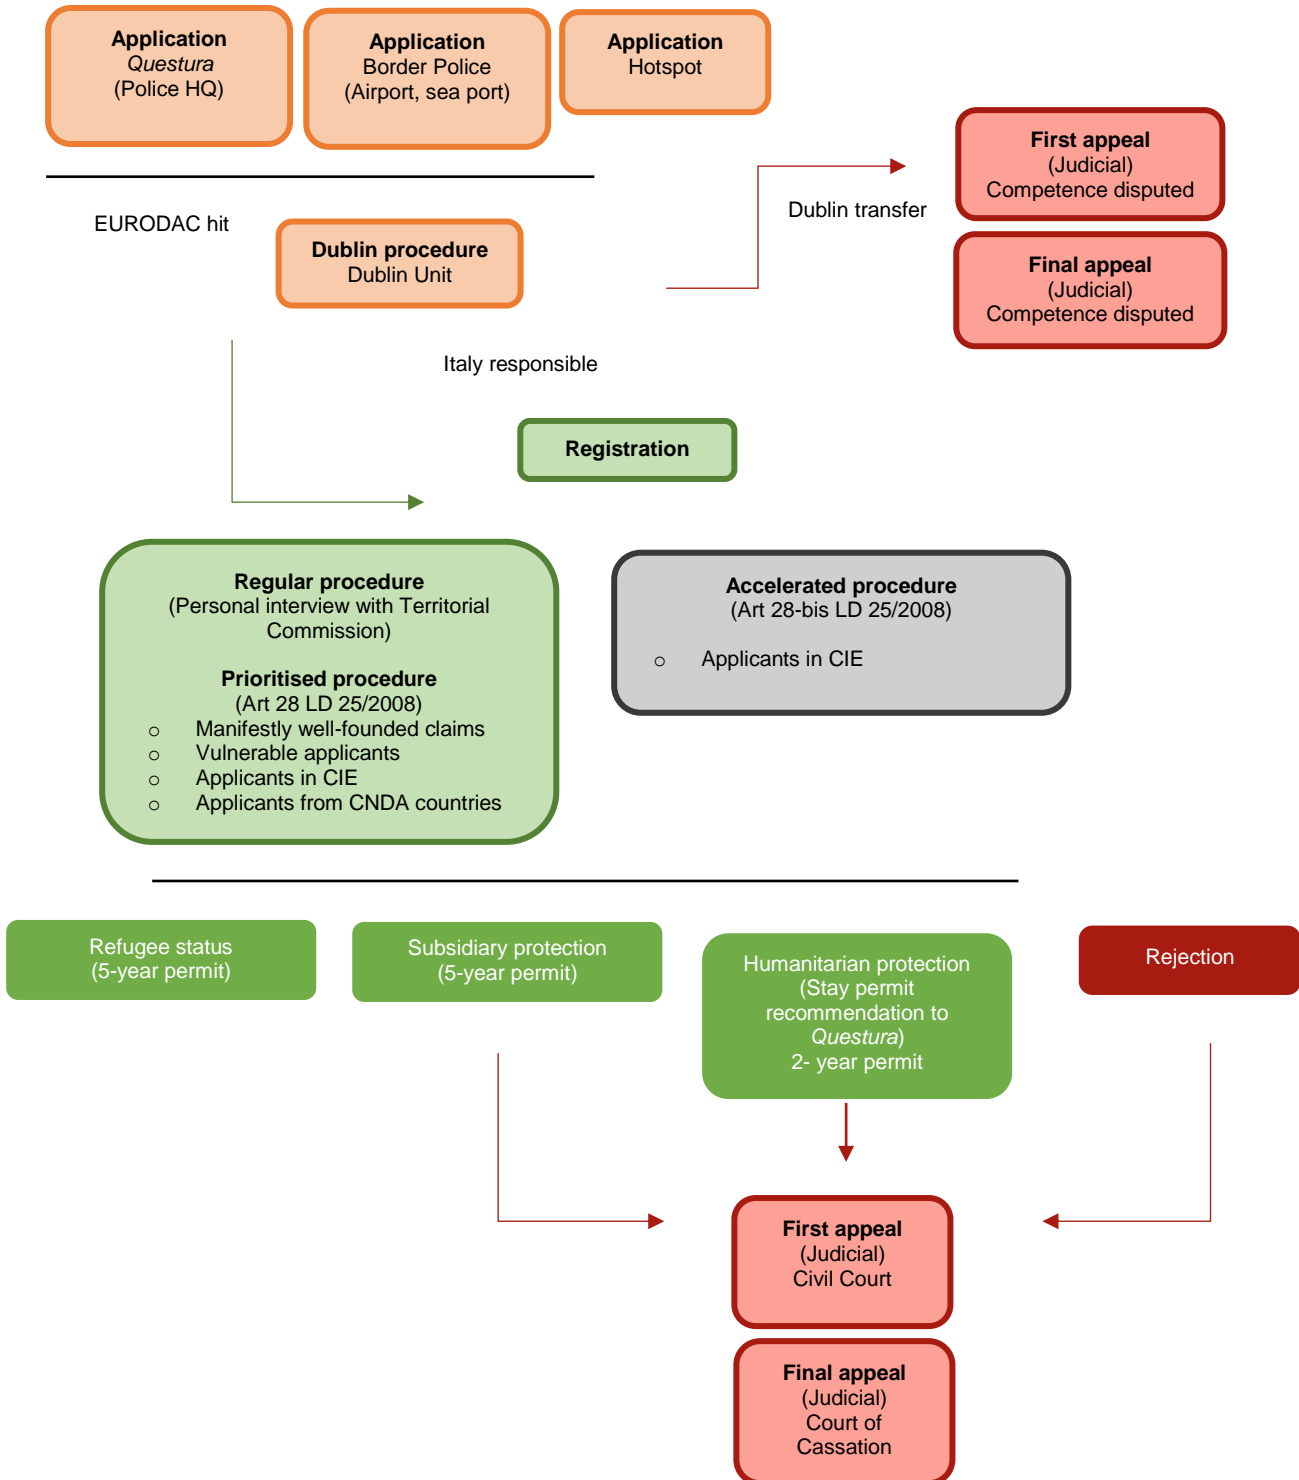 Application
Questura
(Police HQ)
Application
Border Police
(Airport, sea port)
Application
Hotspot
First appeal
(Judicial)
Competence disputed
Dublin transfer
EURODAC hit
Dublin procedure
Dublin Unit
Final appeal
(Judicial)
Competence disputed
Italy responsible
Registration
Regular procedure
(Personal interview with Territorial
Commission)
Prioritised procedure
(Art 28 LD 25/2008)
o Manifestly well-founded claims
o Vulnerable applicants
o Applicants in CIE
o Applicants from CNDA countries
Accelerated procedure
(Art 28-bis LD 25/2008)
o Applicants in CIE
Refugee status
(5-year permit)
Subsidiary protection
(5-year permit)
Humanitarian protection
(Stay permit
recommendation to
Questura)
2- year permit
Rejection
First appeal
(Judicial)
Civil Court
Final appeal
(Judicial)
Court of
Cassation